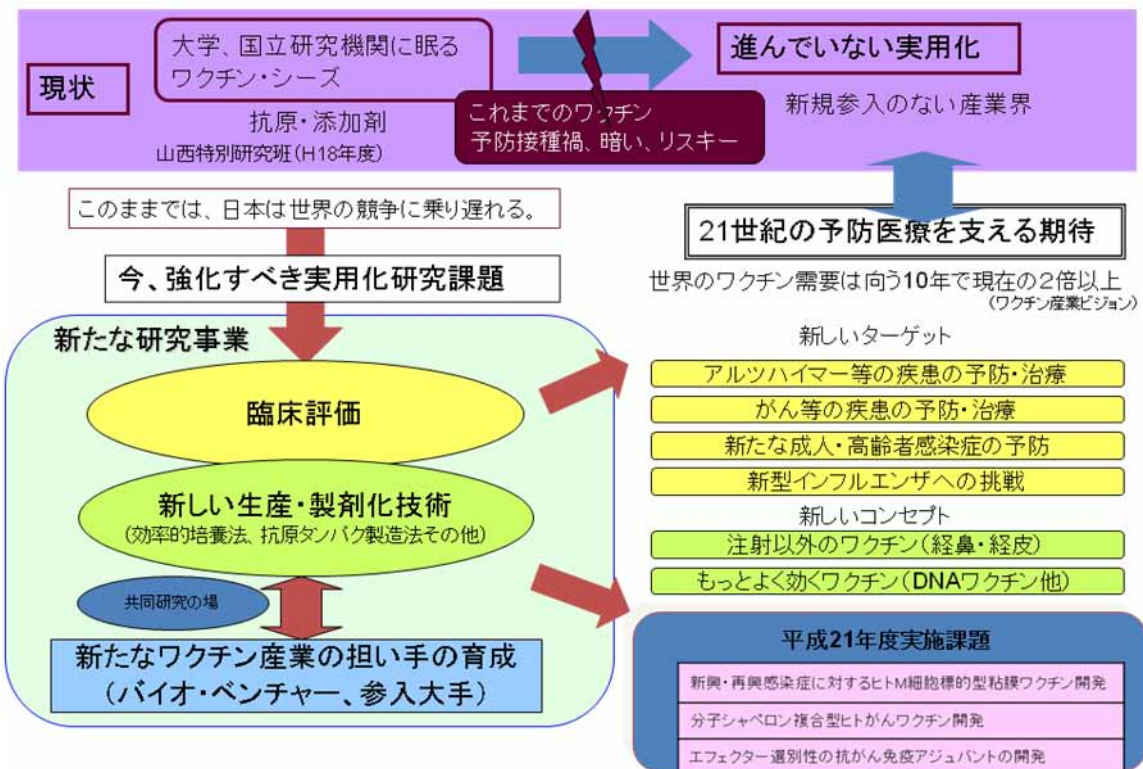 現状
大学、国立研究機関に眠る
ワクチン・シーズ
抗原・添加剤
山西特別研究班(H18年度)
これまでのワクチン
予防接種禍、暗い、リスキー
進んでいない実用化
新規参入のない産業界
このままでは、日本は世界の競争に乗り遅れる。
今、強化すべき実用化研究課題
新たな研究事業
臨床評価
新しい生産・製剤化技術
(効率的培養法、抗原タンパク製造法その他)
共同研究の場
新たなワクチン産業の担い手の育成
(バイオ・ベンチャー、参入大手)
21世紀の予防医療を支える期待
世界のワクチン需要は向う10年で現在の2倍以上
(ワクチン産業ビジョン)
新しいターゲット
アルツハイマー等の疾患の予防・治療
がん等の疾患の予防・治療
新たな成人・高齢者感染症の予防
新型インフルエンザへの挑戦
新しいコンセプト
注射以外のワクチン(経鼻・経皮)
もっとよく効くワクチン(DNAワクチン他)
平成21年度実施課題
新興・再興感染症に対するヒトM細胞標的型粘膜ワクチン開発
分子シャペロン複合型ヒトがんワクチン開発
エフェクター選別性の抗がん免疫アジュバントの開発